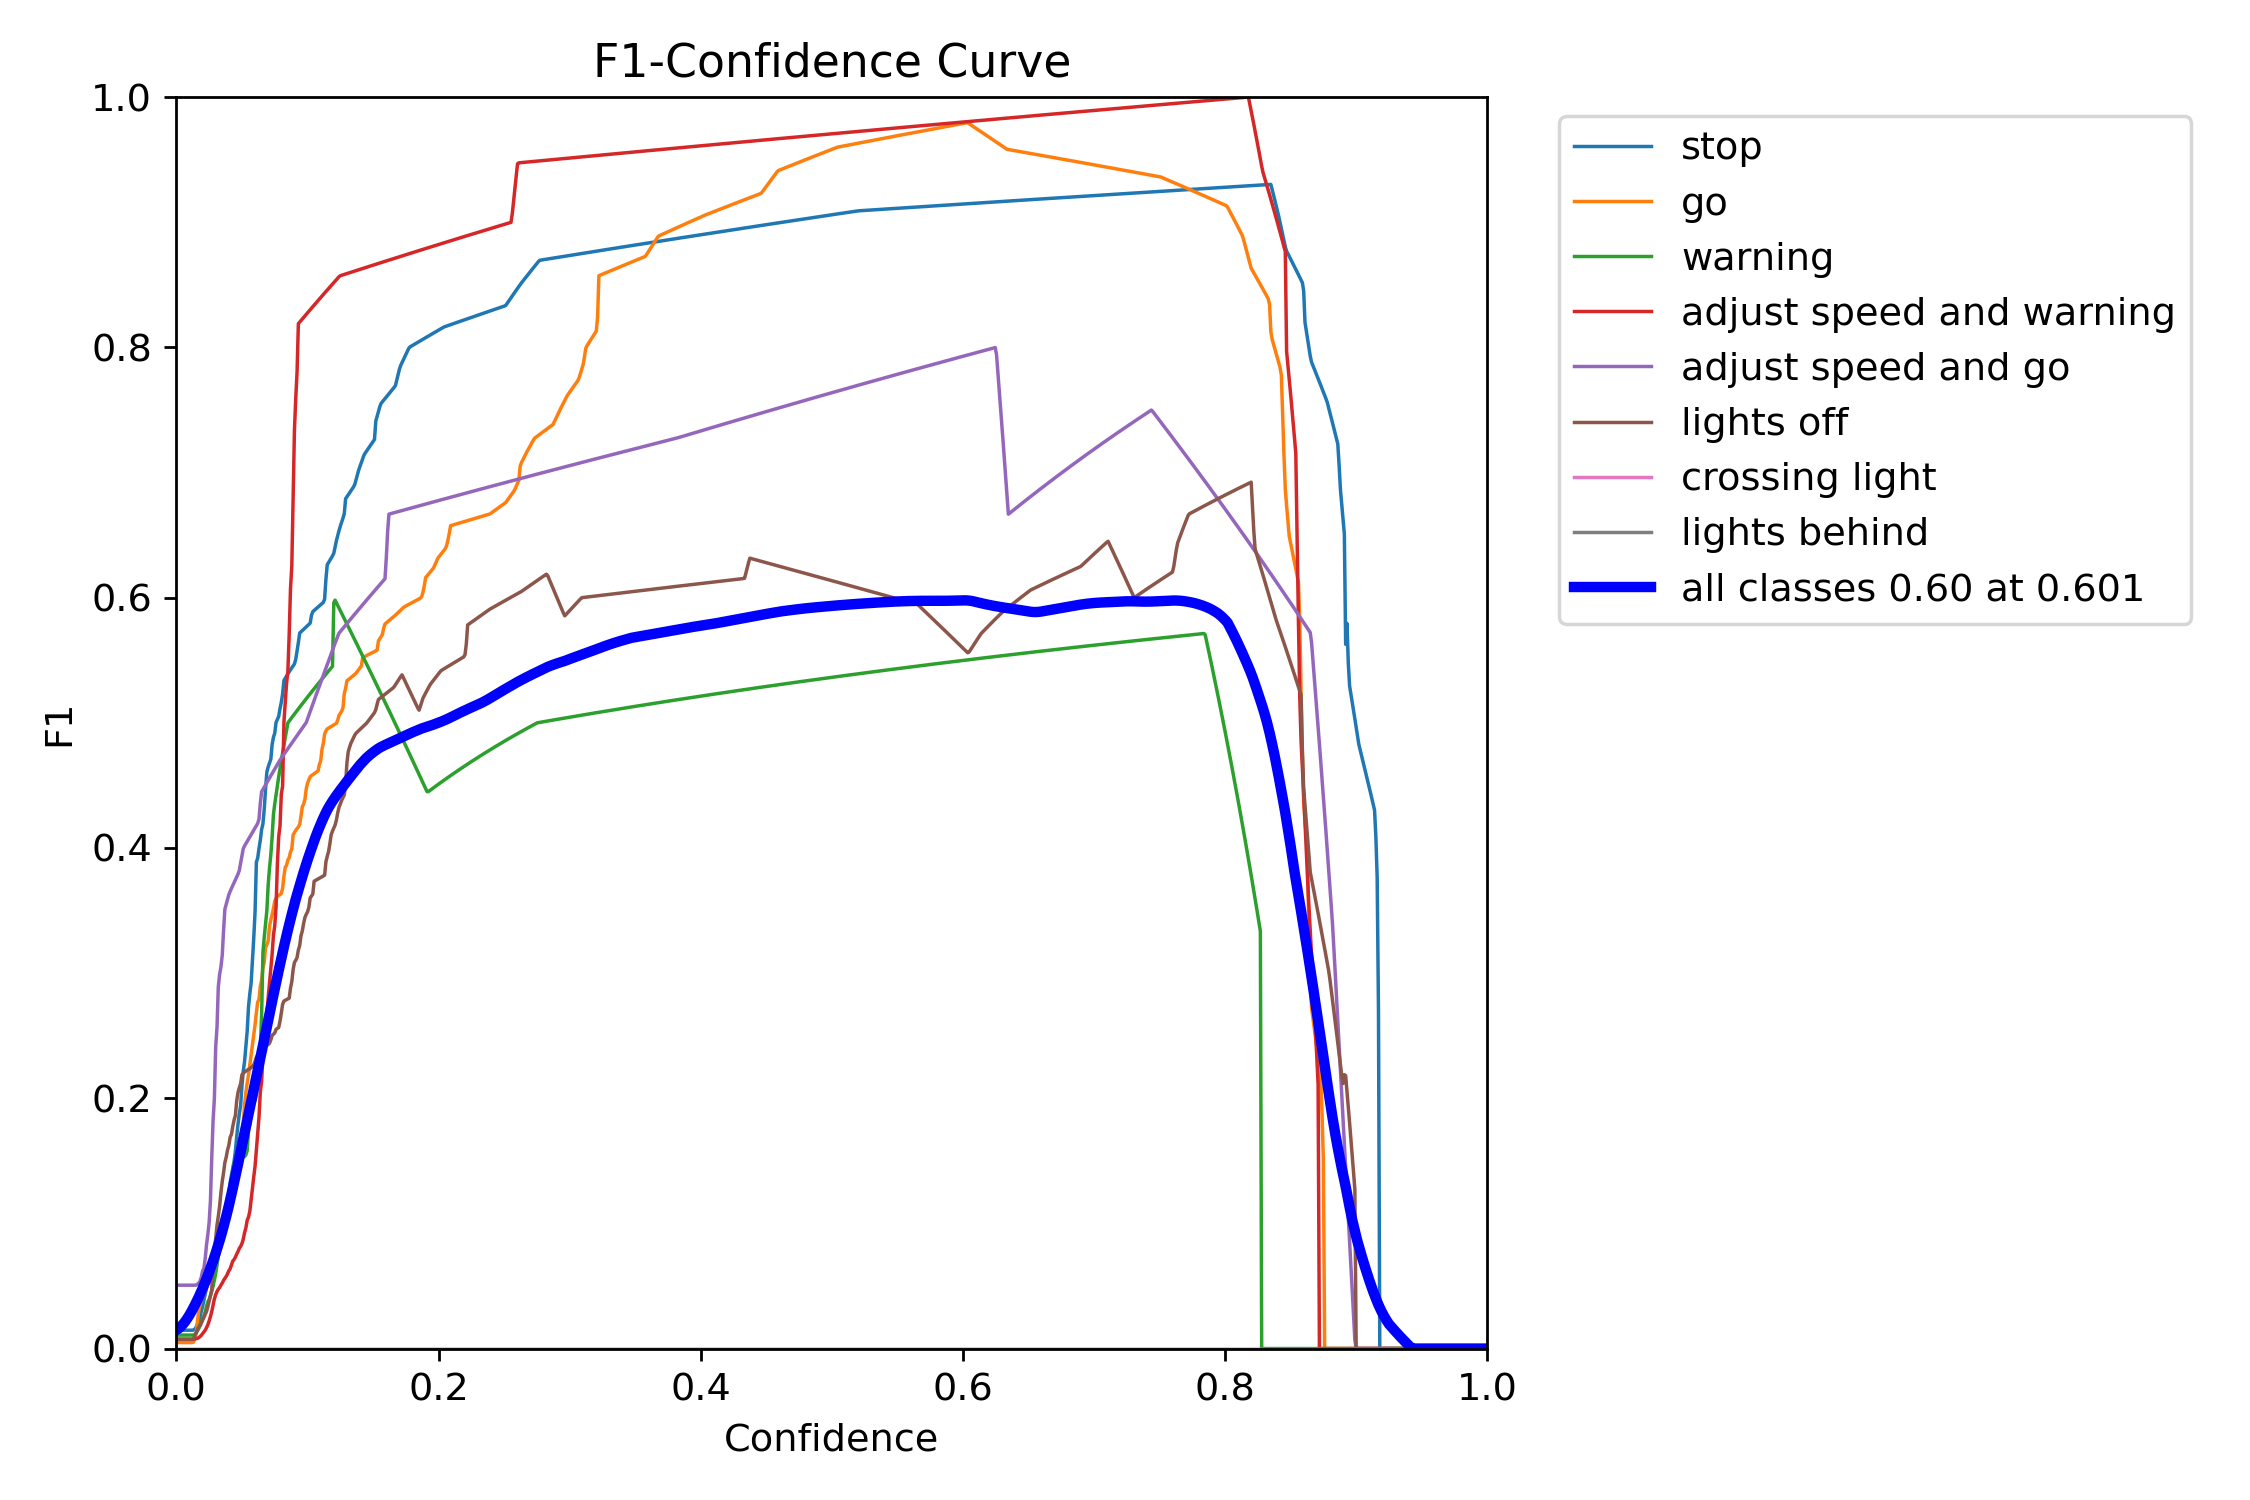 F1-Confidence Curve
1.0
0.8
0.6
0.4
0.2
0.0
F1
0.0 0.2 0.4 0.6 0.8 1.0
Confidence
stop
go
warning
adjust speed and warning
adjust speed and go
lights off
crossing light
lights behind
all classes 0.60 at 0.601